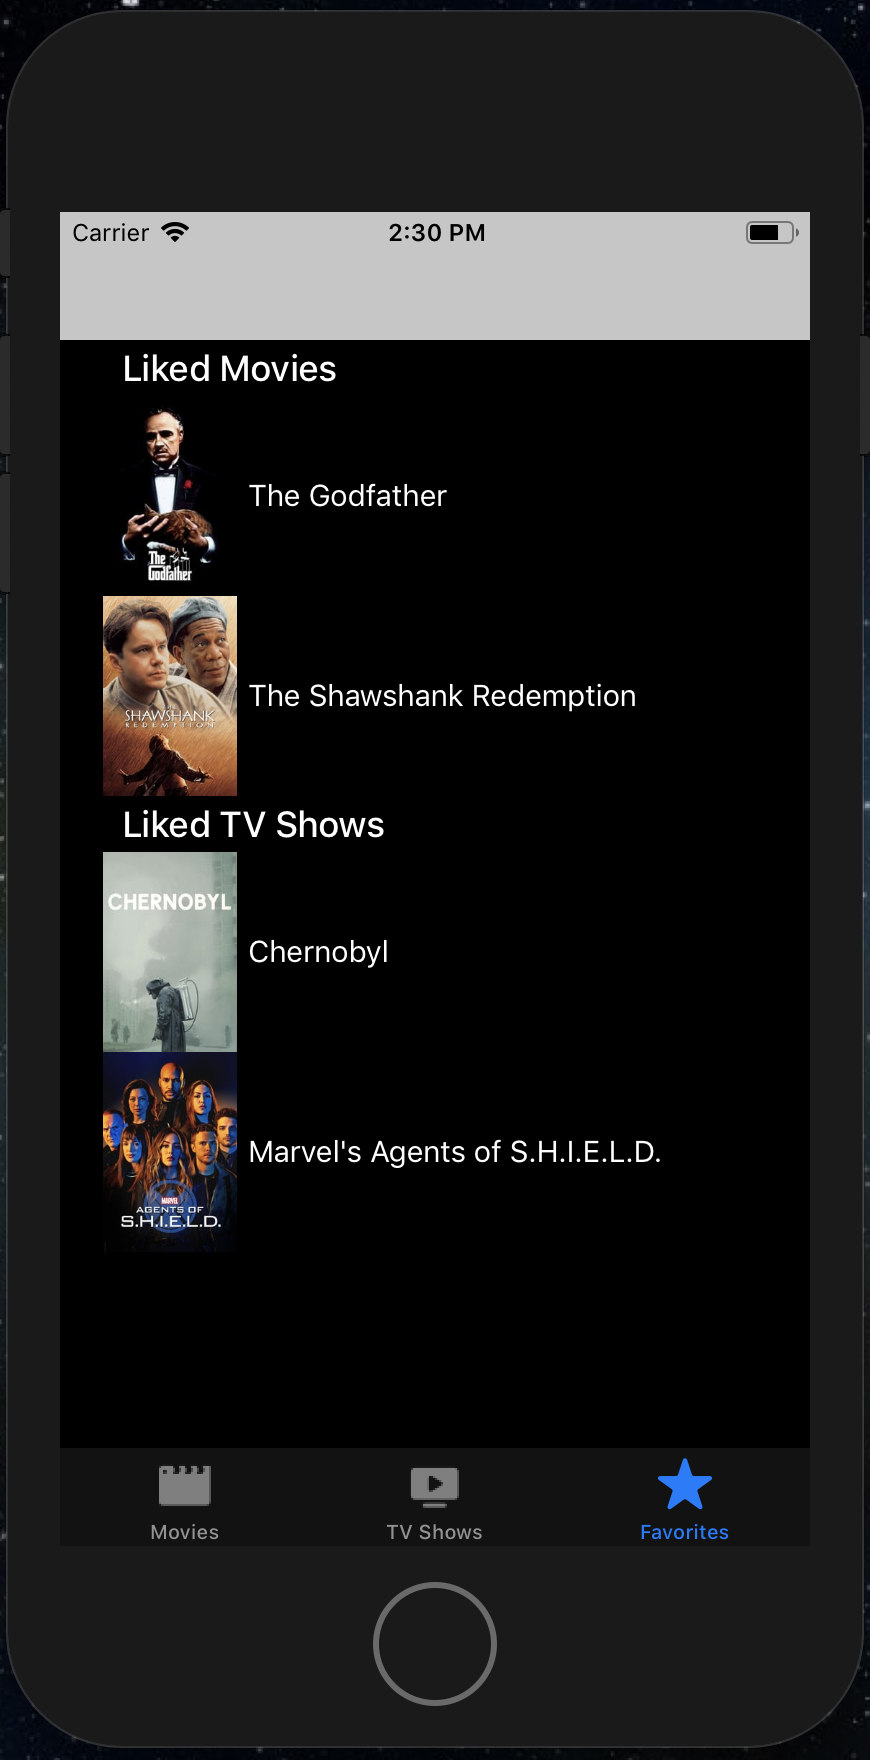 Carrier 2:30 PM
Liked Movies
The
Godfather
The Godfather
SHAWSHANK
REDEMPTION
The Shawshank Redemption
Liked TV Shows
CHERNOBYL
Chernobyl
MARVEL
AGENTS OF
S.H.I.E.L.D.
Marvel's Agents of S.H.I.E.L.D.
Movies TV Shows Favorites